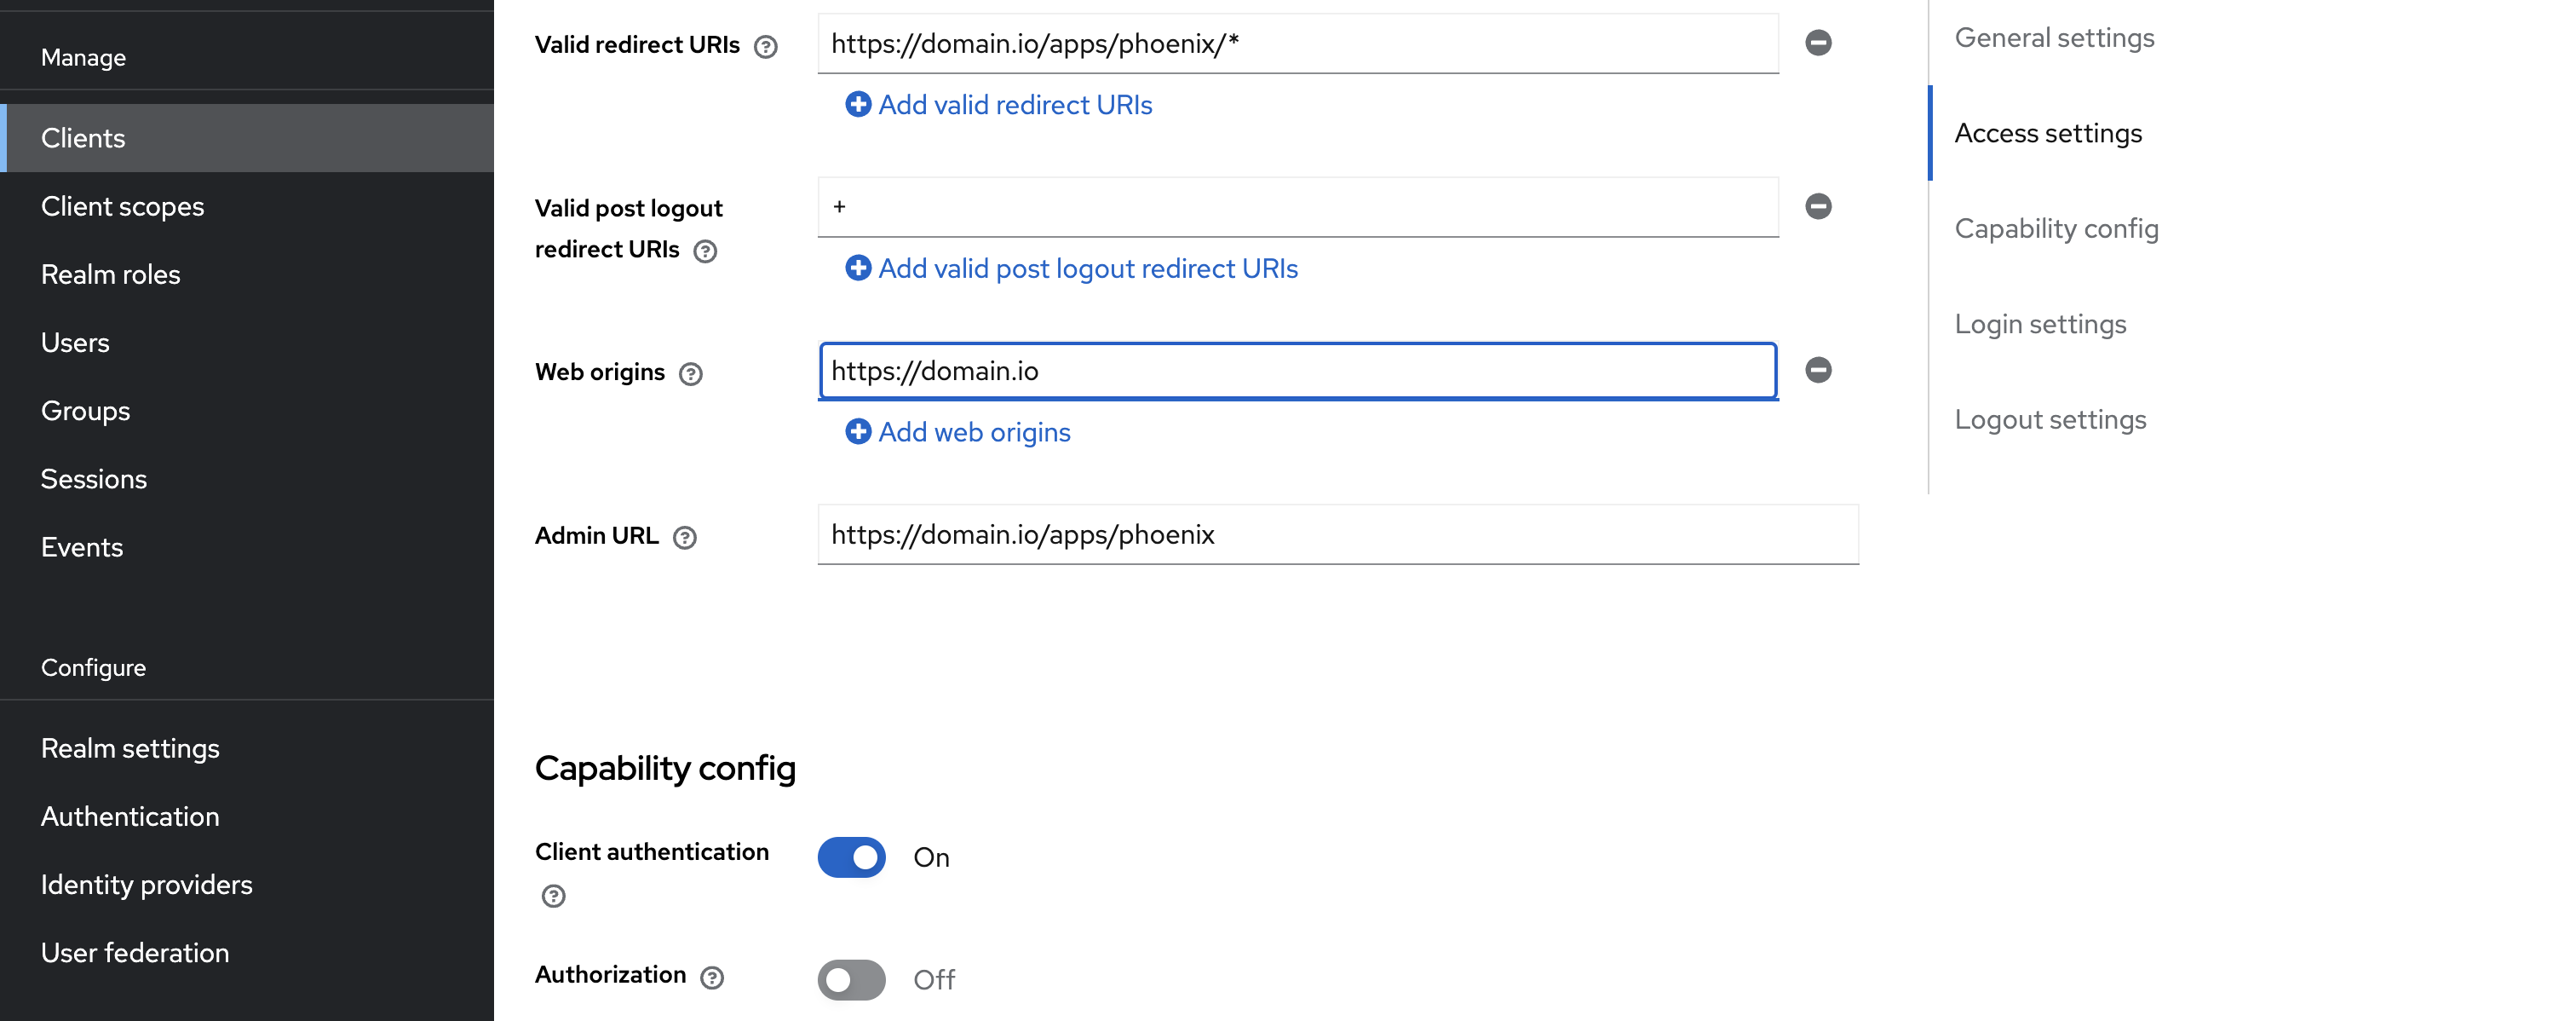 Manage
Clients
Client scopes
Realm roles
Users
Groups
Sessions
Events
Configure
Realm settings
Authentication
Identity providers
User federation
Valid redirect URIs
https://domain.io/apps/phoenix/*
Add valid redirect URIs
Valid post logout
redirect URIs
+
Add valid post logout redirect URIs
Web origins
https://domain.io
Add web origins
Admin URL
https://domain.io/apps/phoenix
Capability config
Client authentication
On
Authorization
Off
General settings
Access settings
Capability config
Login settings
Logout settings